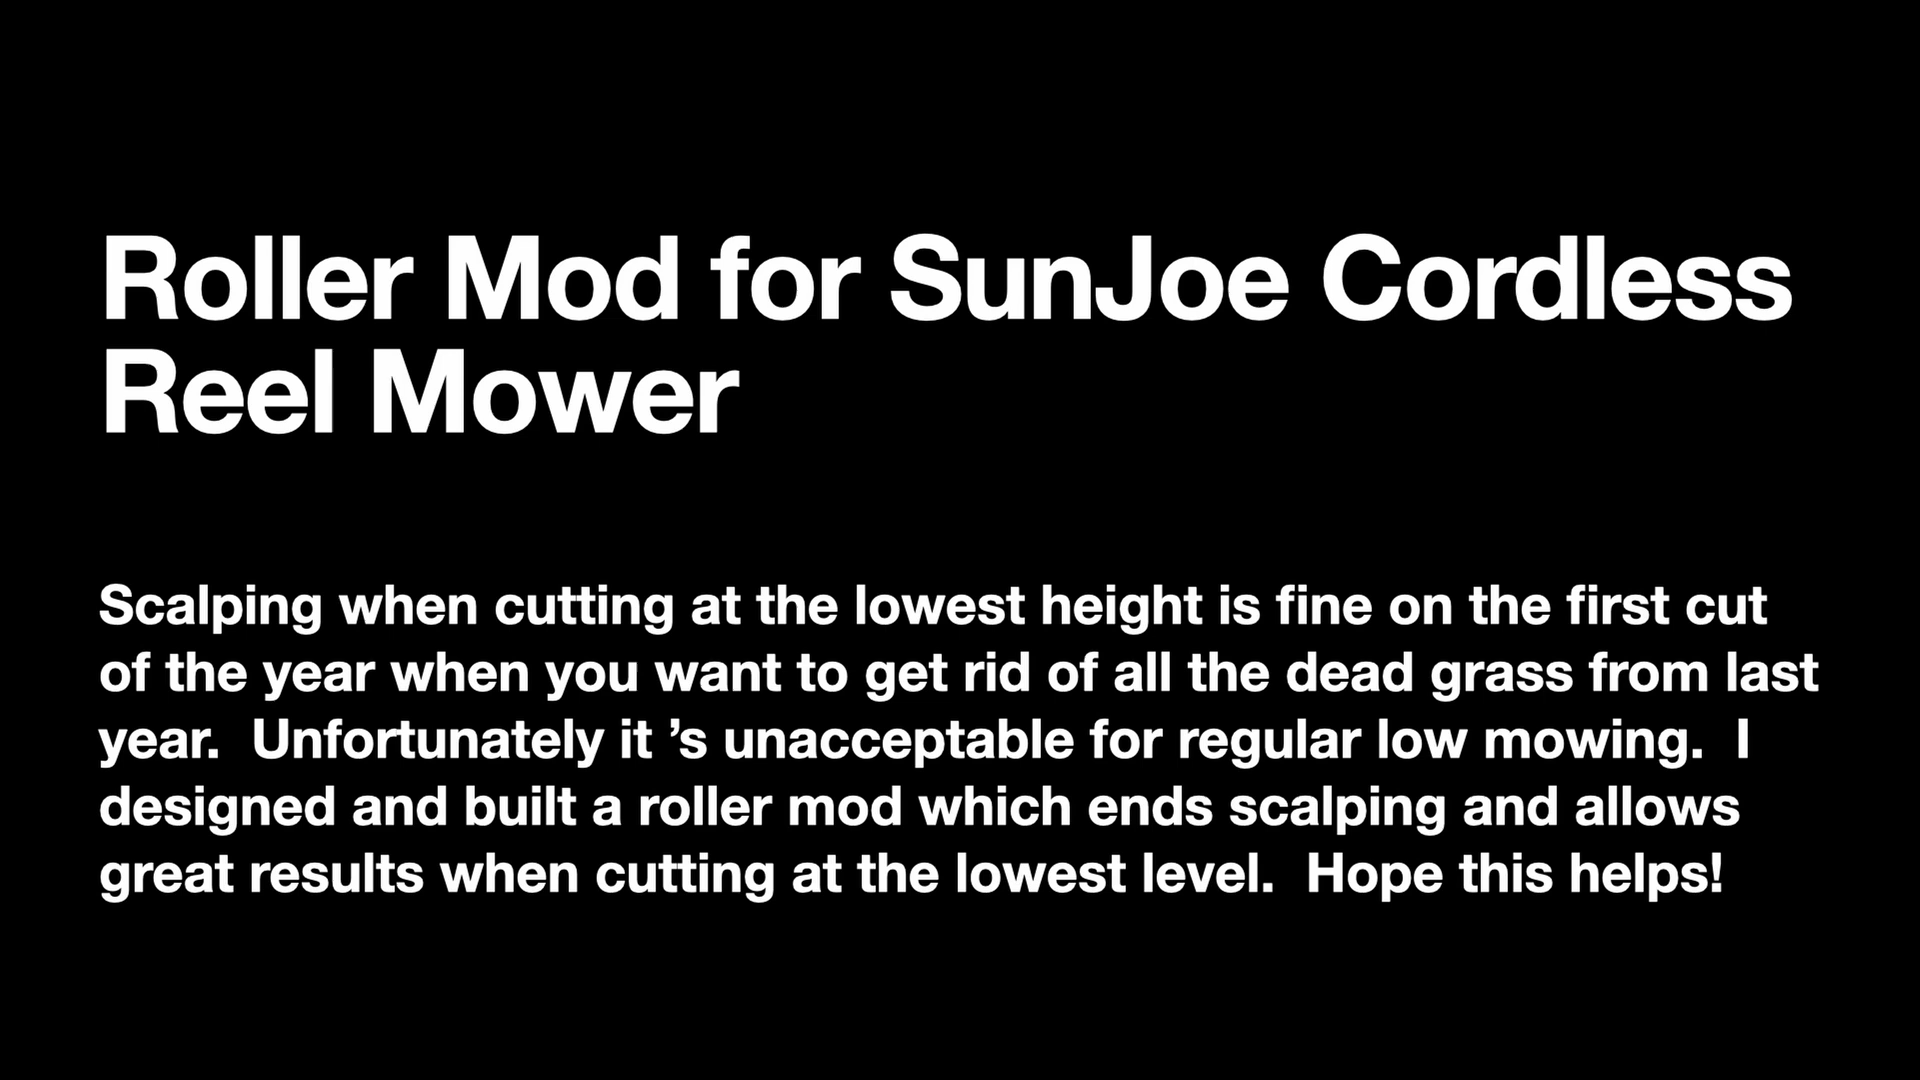 Roller Mod for SunJoe Cordless
Reel Mower
Scalping when cutting at the lowest height is fine on the first cut
of the year when you want to get rid of all the dead grass from last
year.  Unfortunately it ’s unacceptable for regular low mowing.  I
designed and built a roller mod which ends scalping and allows
great results when cutting at the lowest level.  Hope this helps!